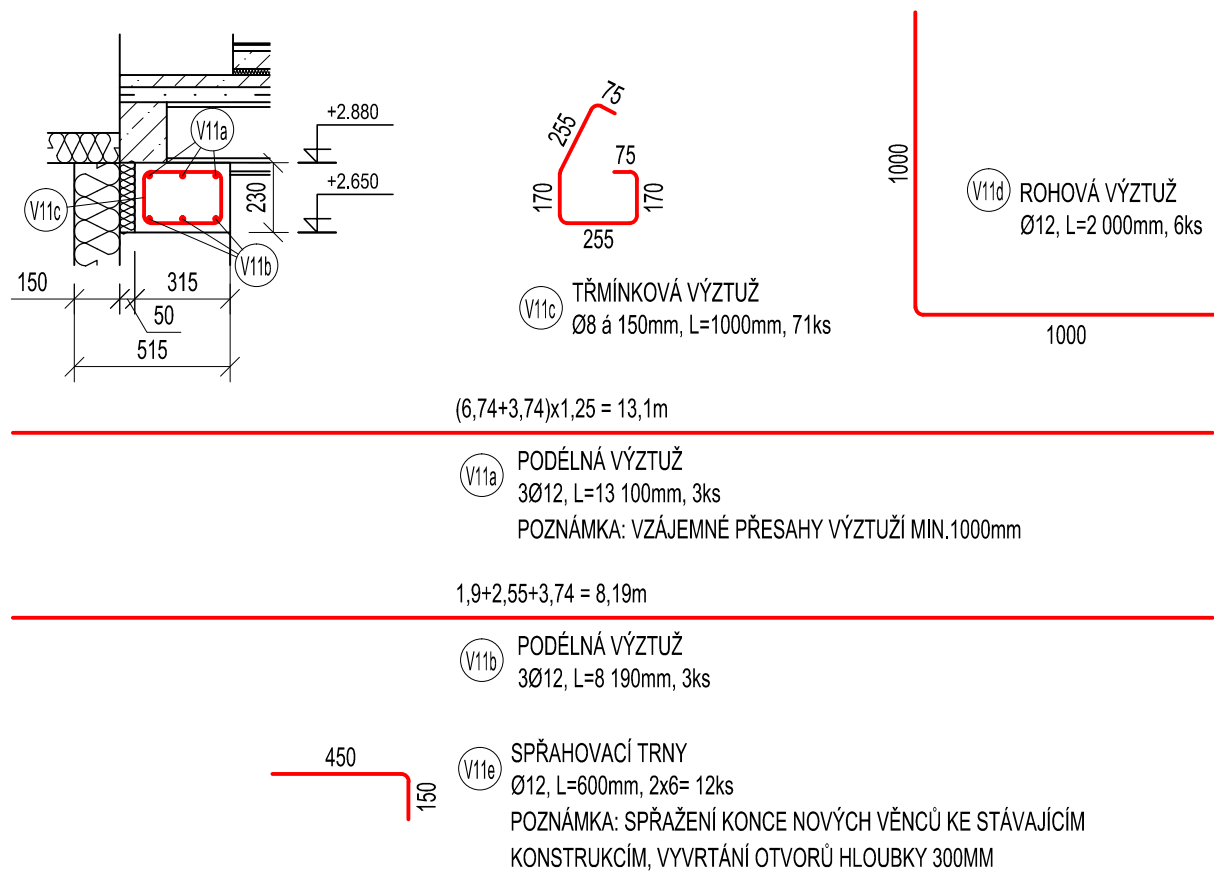 +2.880
+2.650
V11a
V11c
V11b
230
150
315
50
515
75
255
75
170
170
255
V11c
TŘMÍNKOVÁ VÝZTUŽ
Ø8 á 150mm, L=1000mm, 71ks
1000
1000
V11d
ROHOVÁ VÝZTUŽ
Ø12, L=2 000mm, 6ks
(6,74+3,74)x1,25 = 13,1m
V11a
PODÉLNÁ VÝZTUŽ
3Ø12, L=13 100mm, 3ks
POZNÁMKA: VZÁJEMNÉ PŘESAHY VÝZTUŽÍ MIN.1000mm
1,9+2,55+3,74 = 8,19m
V11b
PODÉLNÁ VÝZTUŽ
3Ø12, L=8 190mm, 3ks
450
150
V11e
SPŘAHOVACÍ TRNY
Ø12, L=600mm, 2x6= 12ks
POZNÁMKA: SPŘAŽENÍ KONCE NOVÝCH VĚNCŮ KE STÁVAJÍCÍM
KONSTRUKCÍM, VYVRTÁNÍ OTVORŮ HLOUBKY 300MM